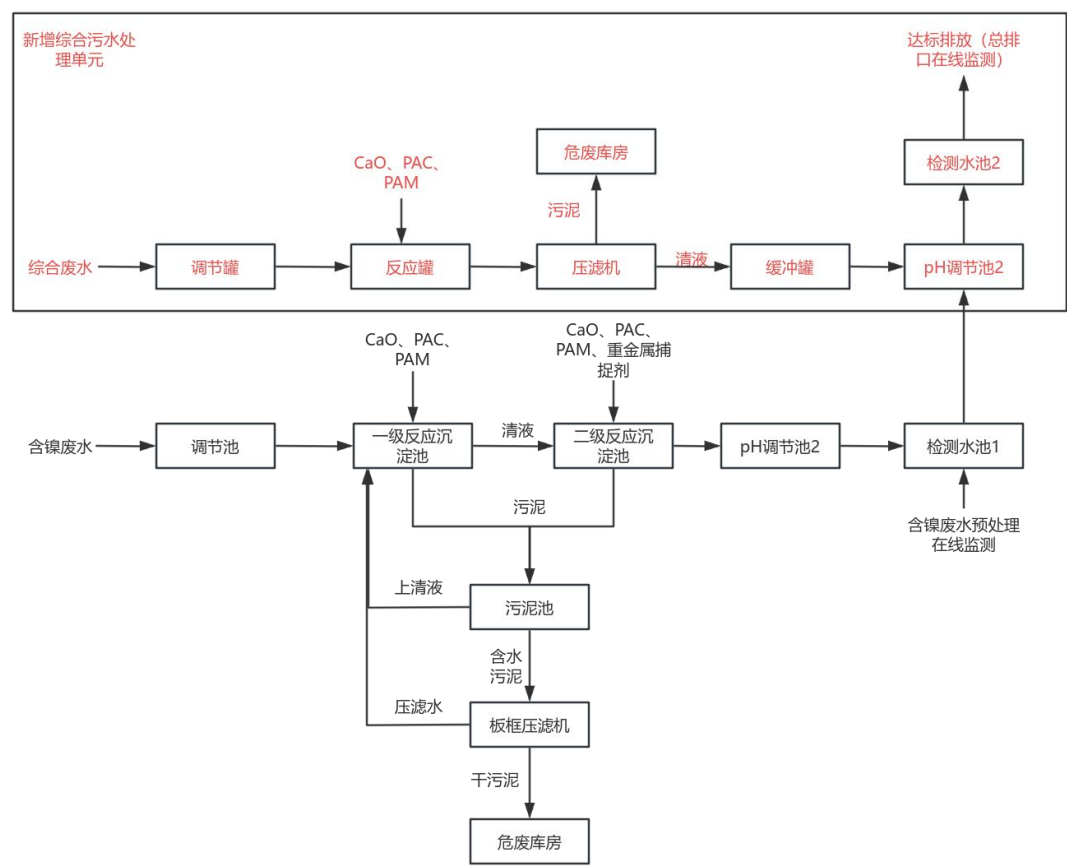 新增综合污水处
理单元
达标排放（总排
口在线监测）
危废库房
检测水池2
CaO、PAC、
PAM
污泥
综合废水
调节罐
反应罐
压滤机
清液
缓冲罐
pH调节池2
CaO、PAC、
PAM
CaO、PAC、
PAM、重金属捕
捉剂
含镍废水
调节池
一级反应沉
淀池
清液
二级反应沉
淀池
pH调节池2
检测水池1
污泥
含镍废水预处理
在线监测
上清液
污泥池
含水
污泥
压滤水
板框压滤机
干污泥
危废库房